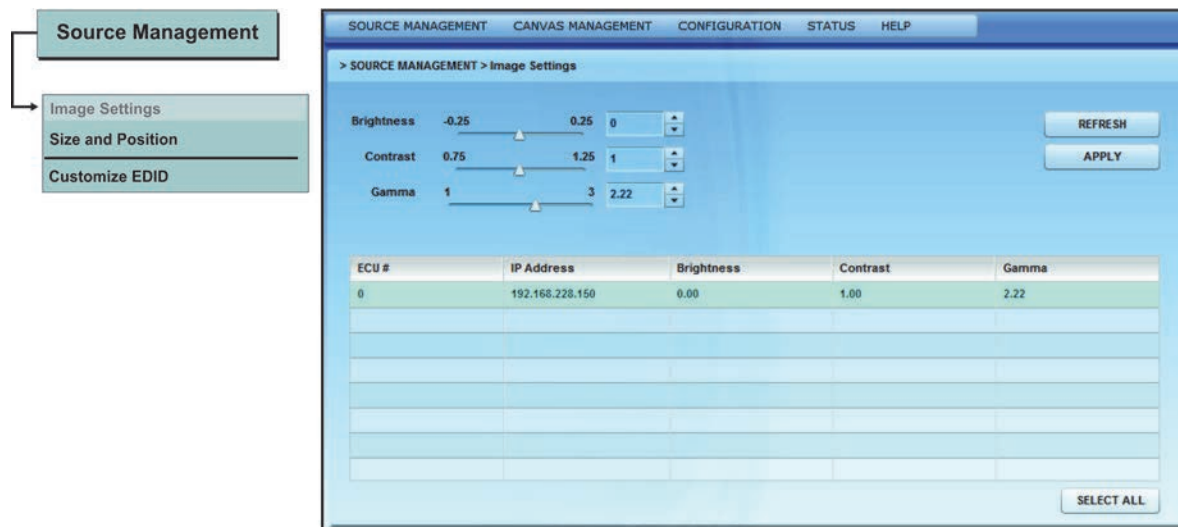 Source Management
Image Settings
Size and Position
Customize EDID
SOURCE MANAGEMENT CANVAS MANAGEMENT CONFIGURATION STATUS HELP
> SOURCE MANAGEMENT > Image Settings
Brightness -0.25 0.25 0
REFRESH
Contrast 0.75 1.25 1
APPLY
Gamma 1 3 2.22
ECU # IP Address Brightness Contrast Gamma
0 192.168.228.150 0.00 1.00 2.22
SELECT ALL